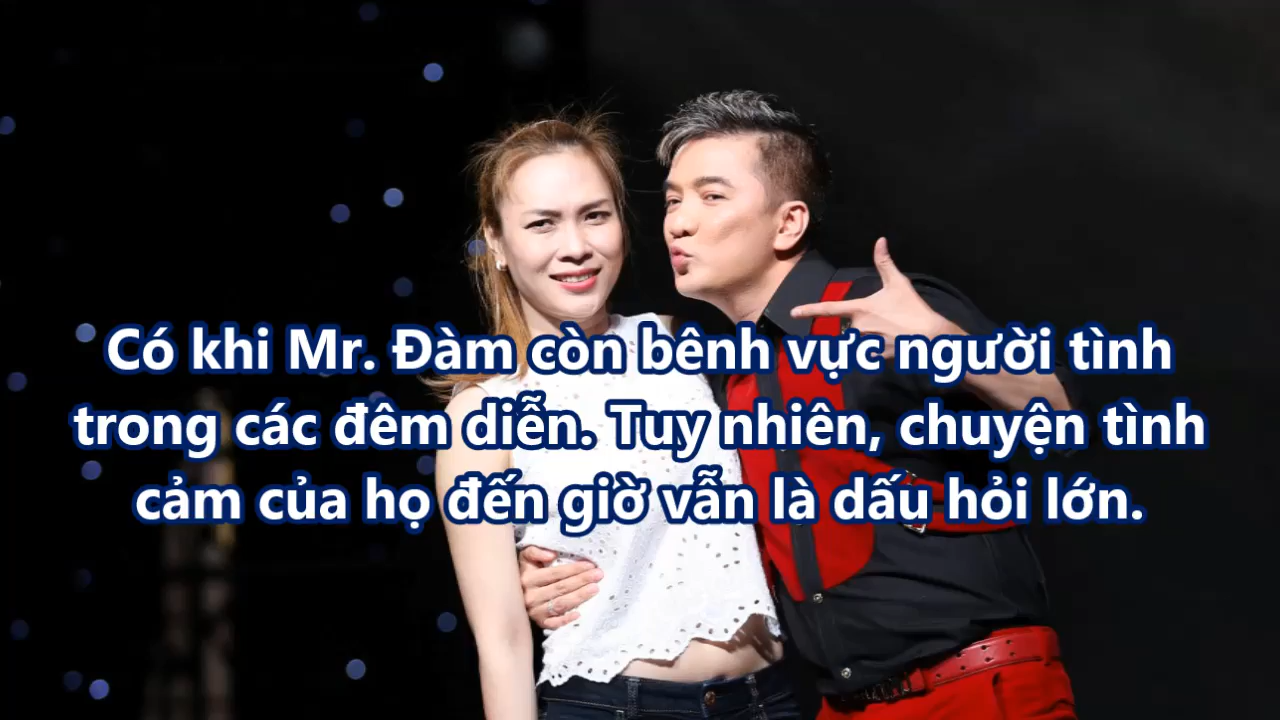 Có khi Mr. Đàm còn bênh vực người tình
trong các đêm diễn. Tuy nhiên, chuyện tình
cảm của họ đến giờ vẫn là dấu hỏi lớn.